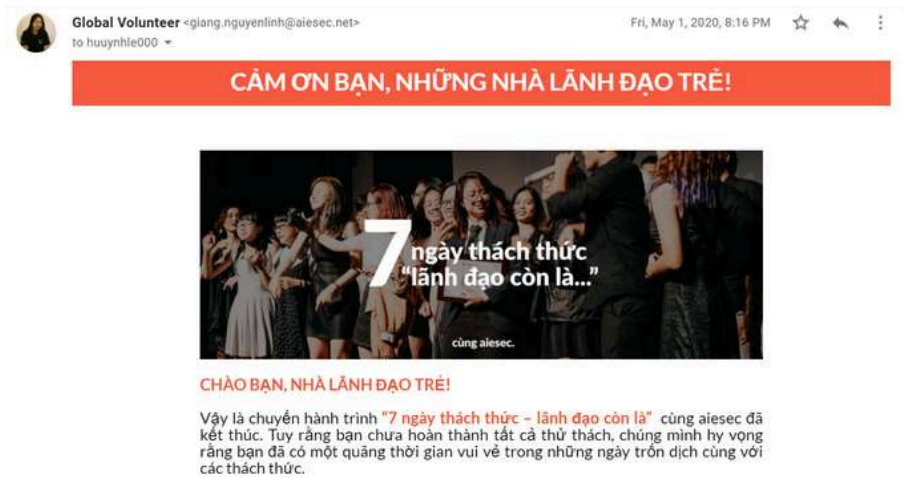 Global Volunteer <giang.nguyenlinh@aiesec.net>
Fri, May 1, 2020, 8:16 PM
to huuynhle000
CẢM ƠN BẠN, NHỮNG NHÀ LÃNH ĐẠO TRẺ!
7 ngày thách thức
“lãnh đạo còn là...”
cùng aiesec.
CHÀO BẠN, NHÀ LÃNH ĐẠO TRẺ!
Vậy là chuyến hành trình “7 ngày thách thức – lãnh đạo còn là” cùng aiesec đã
kết thúc. Tuy rằng bạn chưa hoàn thành tất cả thử thách, chúng mình hy vọng
rằng bạn đã có một quãng thời gian vui vẻ trong những ngày trốn dịch cùng với
các thách thức.